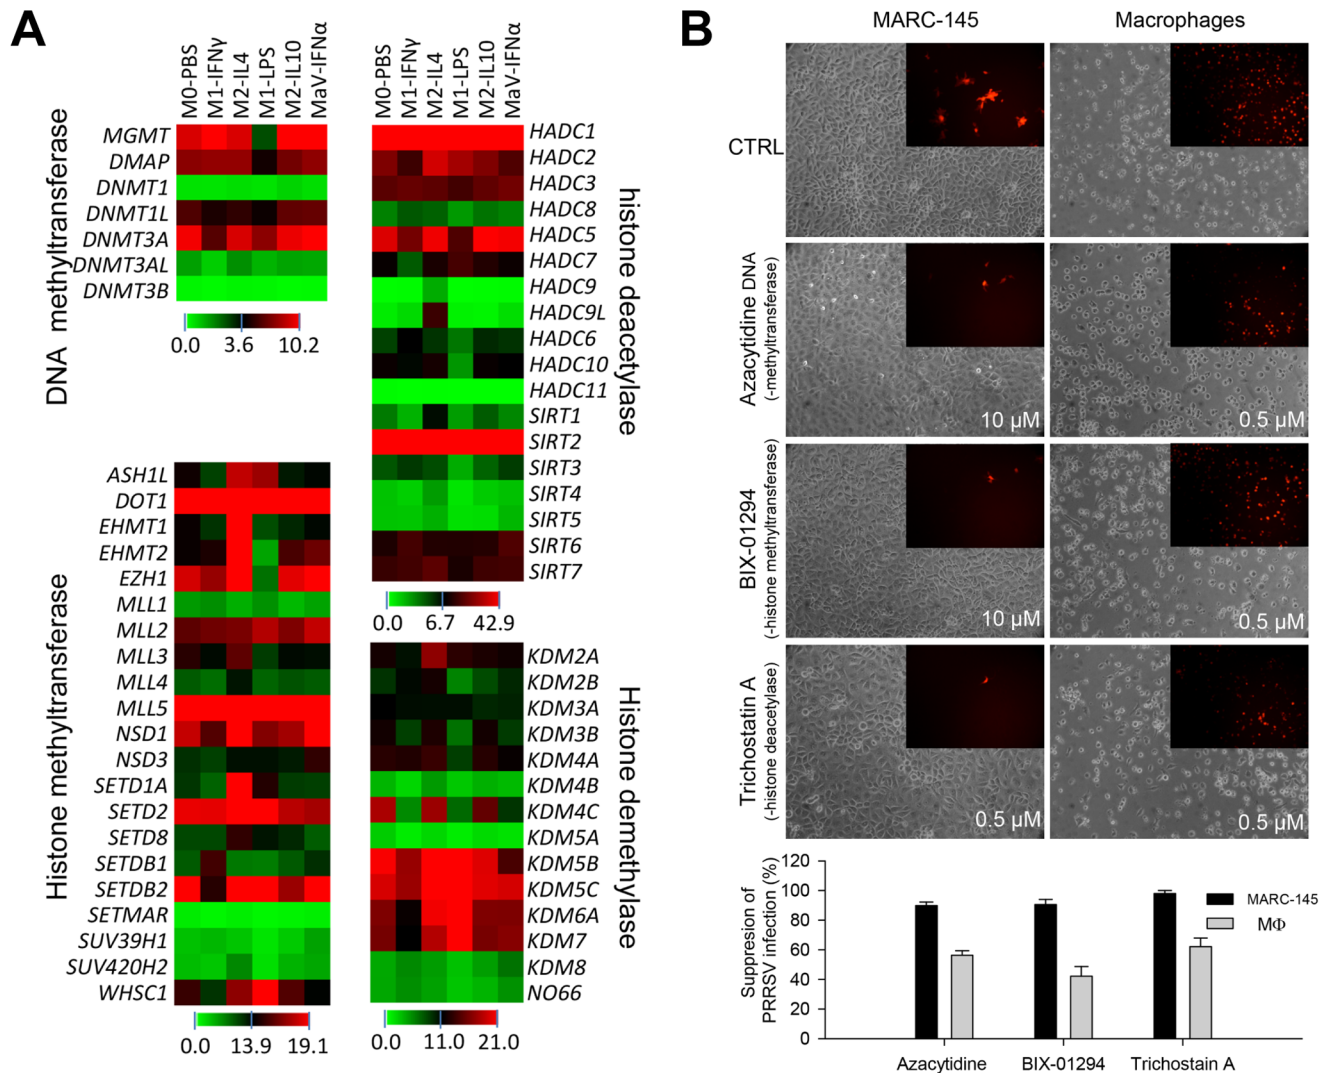 A
M0-PBS
M1-IFNγ
M2-IL4
M1-LPS
M2-IL10
MaV-IFNα
DNA methyltransferase
MGMT
DMAP
DNMT1
DNMT1L
DNMT3A
DNMT3AL
DNMT3B
0.0 3.6 10.2
Histone methyltransferase
ASH1L
DOT1
EHMT1
EHMT2
EZH1
MLL1
MLL2
MLL3
MLL4
MLL5
NSD1
NSD3
SETD1A
SETD2
SETD8
SETDB1
SETDB2
SETMAR
SUV39H1
SUV420H2
WHSC1
0.0 13.9 19.1
M0-PBS
M1-IFNγ
M2-IL4
M1-LPS
M2-IL10
MaV-IFNα
HADC1
HADC2
HADC3
HADC8
HADC5
HADC7
HADC9
HADC9L
HADC6
HADC10
HADC11
SIRT1
SIRT2
SIRT3
SIRT4
SIRT5
SIRT6
SIRT7
histone deacetylase
0.0 6.7 42.9
KDM2A
KDM2B
KDM3A
KDM3B
KDM4A
KDM4B
KDM4C
KDM5A
KDM5B
KDM5C
KDM6A
KDM7
KDM8
NO66
Histone demethylase
0.0 11.0 21.0
B
MARC-145 Macrophages
CTRL
Azacytidine DNA
(-methyltransferase)
10 µM 0.5 µM
BIX-01294
(-histone methyltransferase)
10 µM 0.5 µM
Trichostatin A
(-histone deacetylase)
0.5 µM 0.5 µM
Suppresion of
PRRSV infection (%)
120
100
80
60
40
20
0
MARC-145
MΦ
Azacytidine BIX-01294 Trichostain A